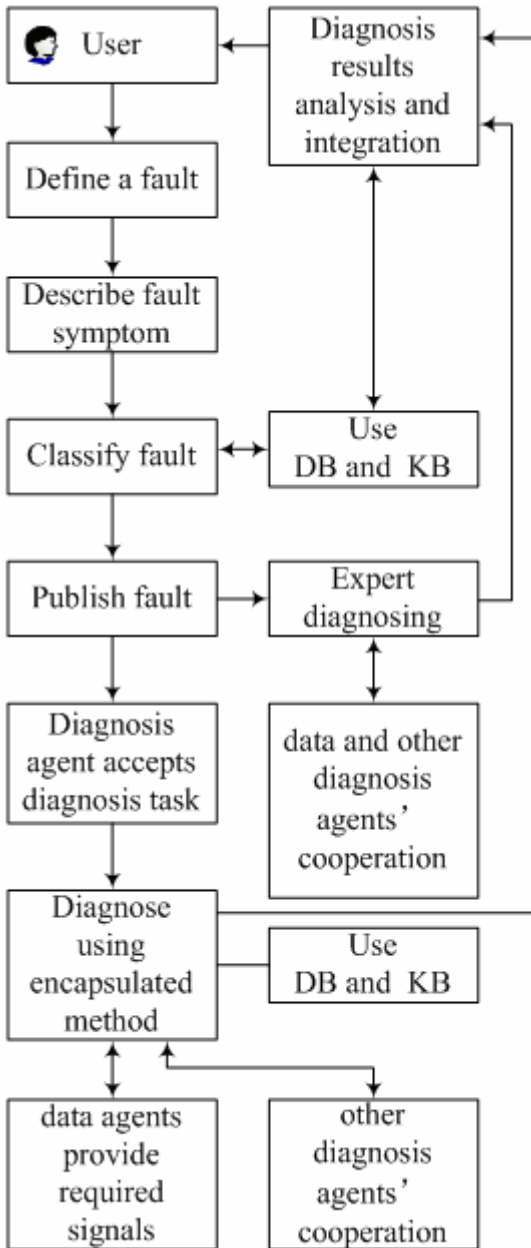 User
Diagnosis
results
analysis and
integration
Define a fault
Describe fault
symptom
Classify fault
Use
DB and KB
Publish fault
Expert
diagnosing
Diagnosis
agent accepts
diagnosis task
data and other
diagnosis
agents’
cooperation
Diagnose
using
encapsulated
method
Use
DB and KB
data agents
provide
required
signals
other
diagnosis
agents’
cooperation